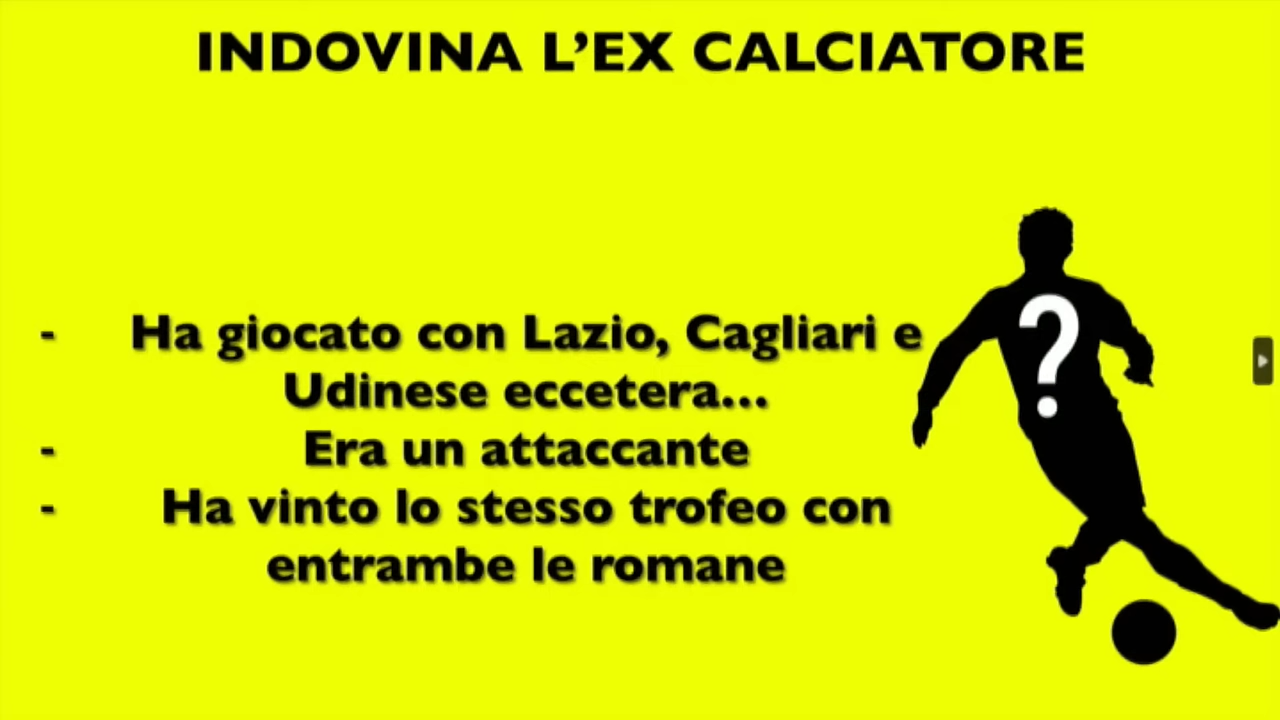 INDOVINA L’EX CALCIATORE
- Ha giocato con Lazio, Cagliari e
Udinese eccetera...
- Era un attaccante
- Ha vinto lo stesso trofeo con
entrambe le romane
?